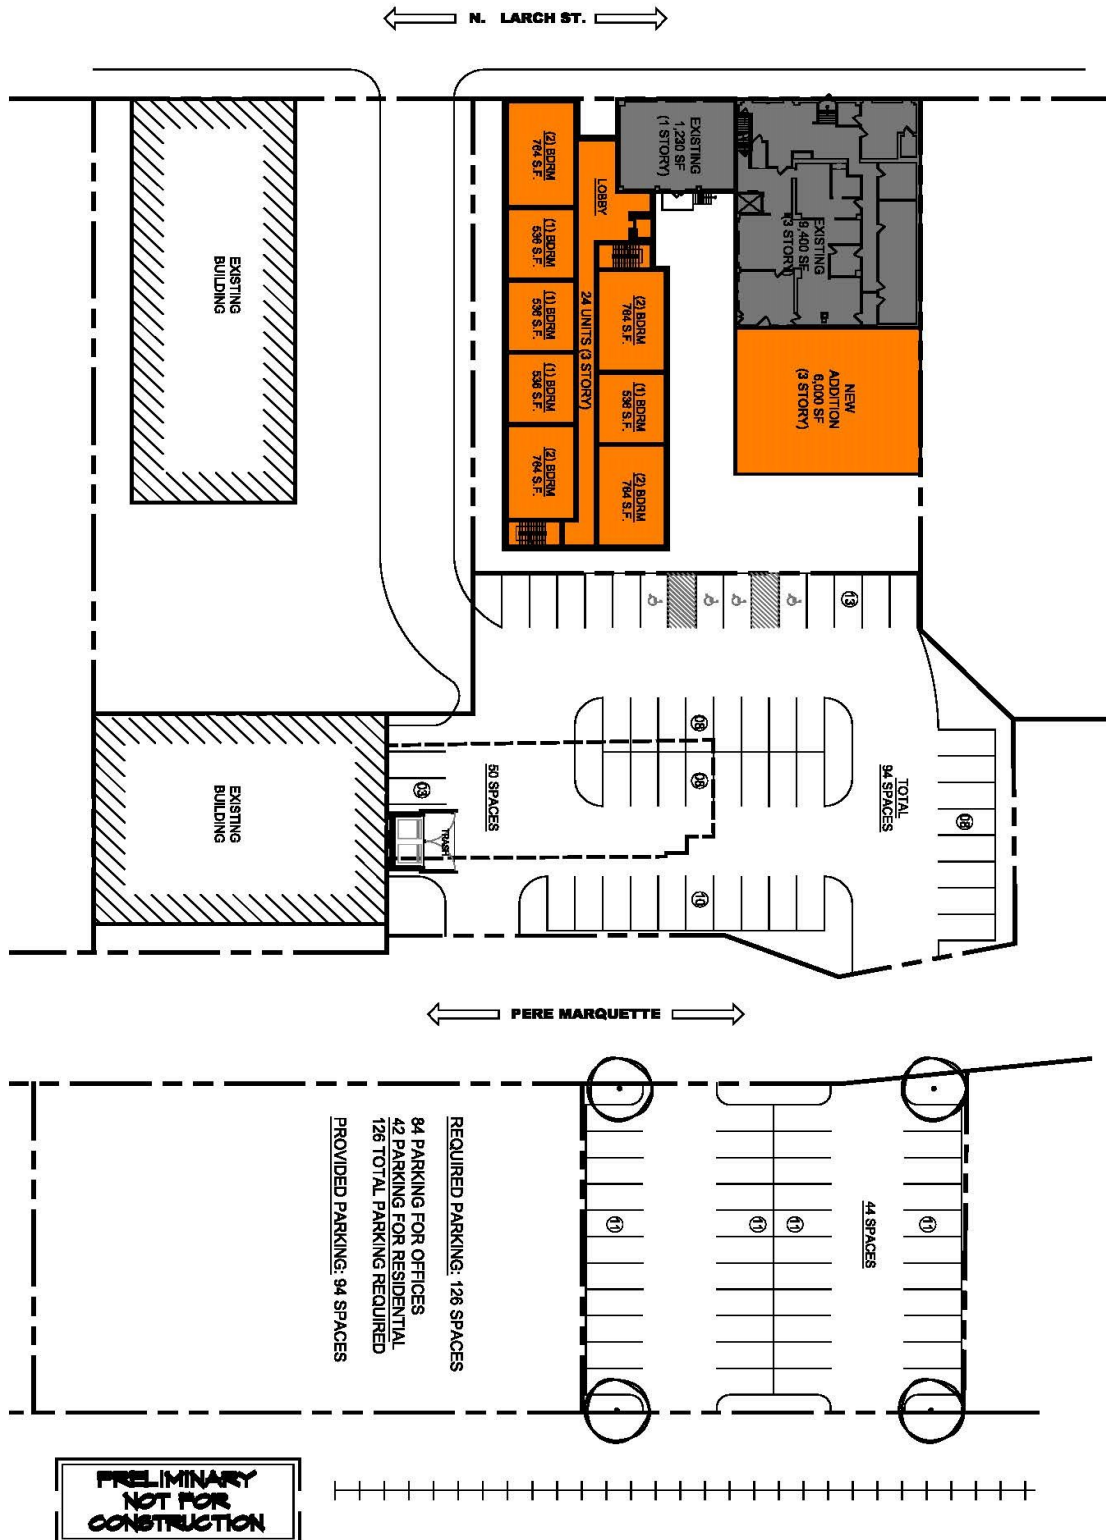 N. LARCH ST.
EXISTING
BUILDING
(2) BDRM
764 S.F.
(1) BDRM
536 S.F.
(1) BDRM
536 S.F.
(1) BDRM
536 S.F.
(2) BDRM
764 S.F.
LOBBY
24 UNITS (3 STORY)
(2) BDRM
764 S.F.
(1) BDRM
536 S.F.
(2) BDRM
764 S.F.
EXISTING
1,230 SF
(1 STORY)
EXISTING
9,400 SF
(3 STORY)
NEW
ADDITION
6,000 SF
(3 STORY)
13
08
08
03
TRASH
50 SPACES
TOTAL
94 SPACES
08
10
EXISTING
BUILDING
PERE MARQUETTE
REQUIRED PARKING: 126 SPACES
84 PARKING FOR OFFICES
42 PARKING FOR RESIDENTIAL
126 TOTAL PARKING REQUIRED
PROVIDED PARKING: 94 SPACES
11
11
11
44 SPACES
11
PRELIMINARY
NOT FOR
CONSTRUCTION